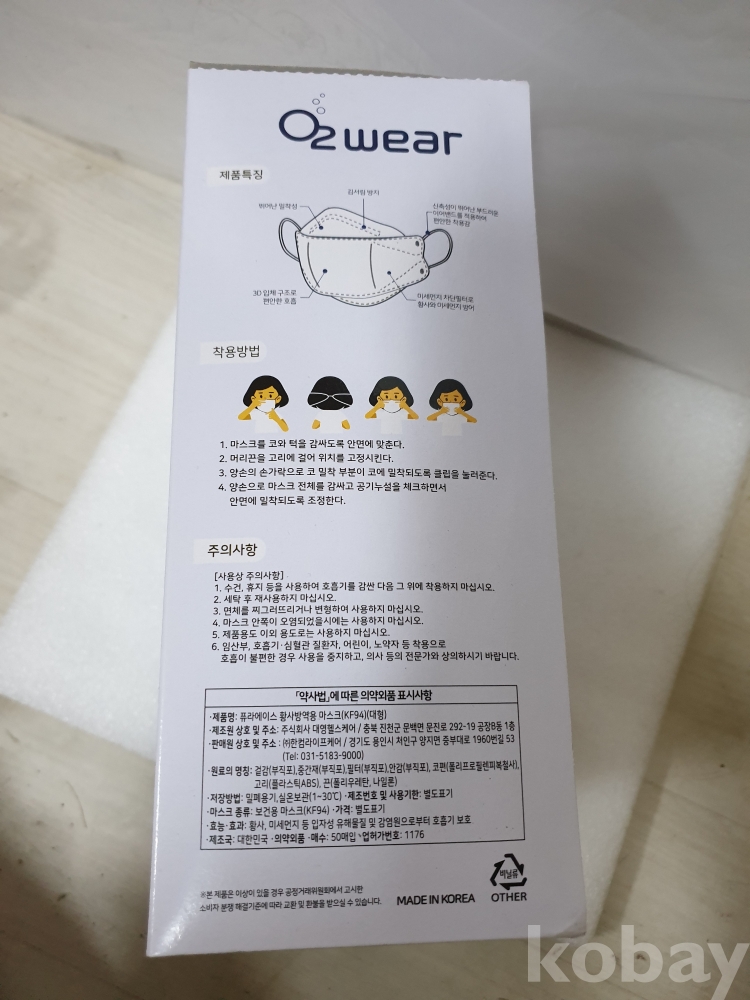 O2 wear
제품특징
김서림 방지
뛰어난 밀착성
신축성이 뛰어난 부드러운
이어밴드를 적용하여
편안한 착용감
3D 입체 구조로
편안한 호흡
미세먼지 차단필터로
황사와 미세먼지 방어
착용방법
1. 마스크를 코와 턱을 감싸도록 안면에 맞춘다.
2. 머리끈을 고리에 걸어 위치를 고정시킨다.
3. 양손의 손가락으로 코 밀착 부분이 코에 밀착되도록 클립을 눌러준다.
4. 양손으로 마스크 전체를 감싸고 공기누설을 체크하면서
안면에 밀착되도록 조정한다.
주의사항
[사용상 주의사항]
1. 수건, 휴지 등을 사용하여 호흡기를 감싼 다음 그 위에 착용하지 마십시오.
2. 세탁 후 재사용하지 마십시오.
3. 면체를 찌그러뜨리거나 변형하여 사용하지 마십시오.
4. 마스크 안쪽이 오염되었을시에는 사용하지 마십시오.
5. 제품용도 이외 용도로는 사용하지 마십시오.
6. 임산부, 호흡기·심혈관 질환자, 어린이, 노약자 등 착용으로
호흡이 불편한 경우 사용을 중지하고, 의사 등의 전문가와 상의하시기 바랍니다.
「약사법」에 따른 의약외품 표시사항
·제품명: 퓨라에이스 황사방역용 마스크(KF94)(대형)
·제조원 상호 및 주소: 주식회사 대영헬스케어 / 충북 진천군 문백면 문진로 292-19 공장B동 1층
·판매원 상호 및 주소 : ㈜한컴라이프케어 / 경기도 용인시 처인구 양지면 중부대로 1960번길 53
(Tel: 031-5183-9000)
·원료의 명칭: 겉감(부직포),중간재(부직포),필터(부직포),안감(부직포), 코편(폴리프로필렌피복철사),
고리(플라스틱ABS), 끈(폴리우레탄, 나일론)
·저장방법: 밀폐용기,실온보관(1~30℃) ·제조번호 및 사용기한: 별도표기
·마스크 종류: 보건용 마스크(KF94) ·가격: 별도표기
·효능·효과: 황사, 미세먼지 등 입자성 유해물질 및 감염원으로부터 호흡기 보호
·제조국: 대한민국 ·의약외품 ·매수: 50매입 ·업허가번호: 1176
※본 제품은 이상이 있을 경우 공정거래위원회에서 고시한
소비자 분쟁 해결기준에 따라 교환 및 환불을 받으실 수 있습니다.
MADE IN KOREA
비닐류
OTHER
kobay